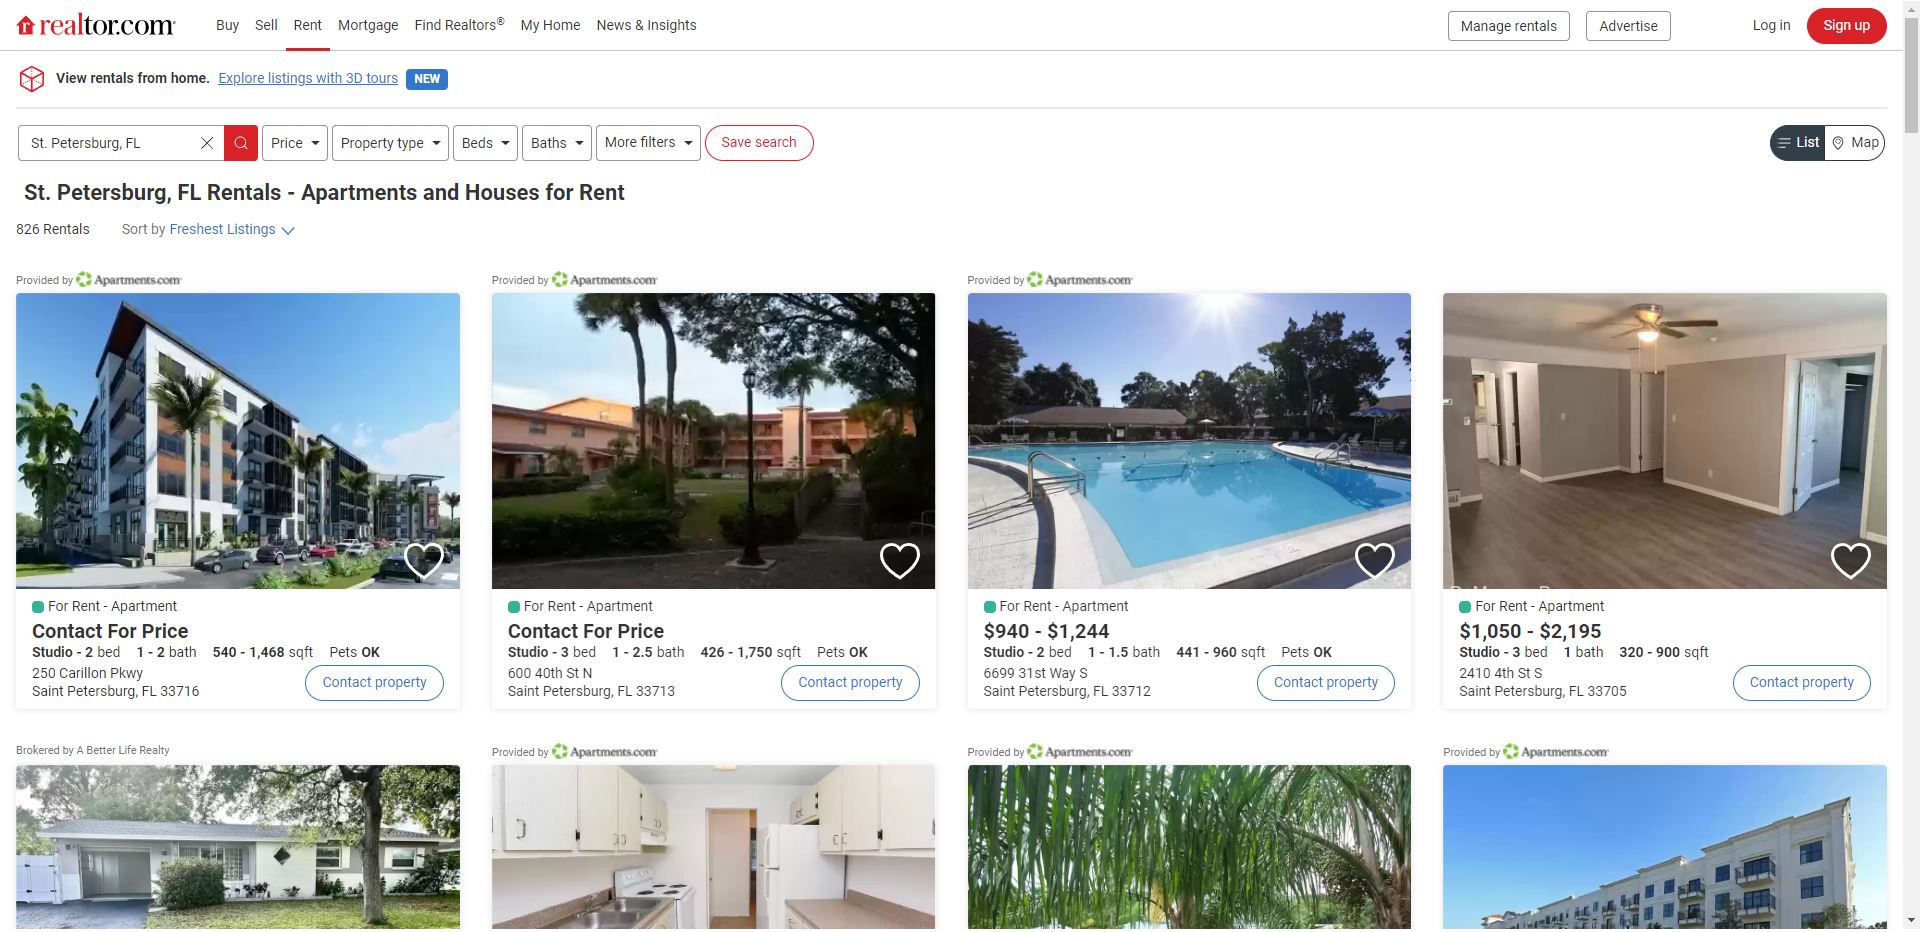 realtor.com
Buy Sell Rent Mortgage Find Realtors® My Home News & Insights
Manage rentals Advertise Log in Sign up
View rentals from home. Explore listings with 3D tours NEW
St. Petersburg, FL Price Property type Beds Baths More filters Save search List Map
St. Petersburg, FL Rentals - Apartments and Houses for Rent
826 Rentals Sort by Freshest Listings
Provided by Apartments.com
For Rent - Apartment
Contact For Price
Studio - 2 bed 1 - 2 bath 540 - 1,468 sqft Pets OK
250 Carillon Pkwy
Saint Petersburg, FL 33716
Contact property
Provided by Apartments.com
For Rent - Apartment
Contact For Price
Studio - 3 bed 1 - 2.5 bath 426 - 1,750 sqft Pets OK
600 40th St N
Saint Petersburg, FL 33713
Contact property
Provided by Apartments.com
For Rent - Apartment
$940 - $1,244
Studio - 2 bed 1 - 1.5 bath 441 - 960 sqft Pets OK
6699 31st Way S
Saint Petersburg, FL 33712
Contact property
For Rent - Apartment
$1,050 - $2,195
Studio - 3 bed 1 bath 320 - 900 sqft
2410 4th St S
Saint Petersburg, FL 33705
Contact property
Brokered by A Better Life Realty
Provided by Apartments.com
Provided by Apartments.com
Provided by Apartments.com